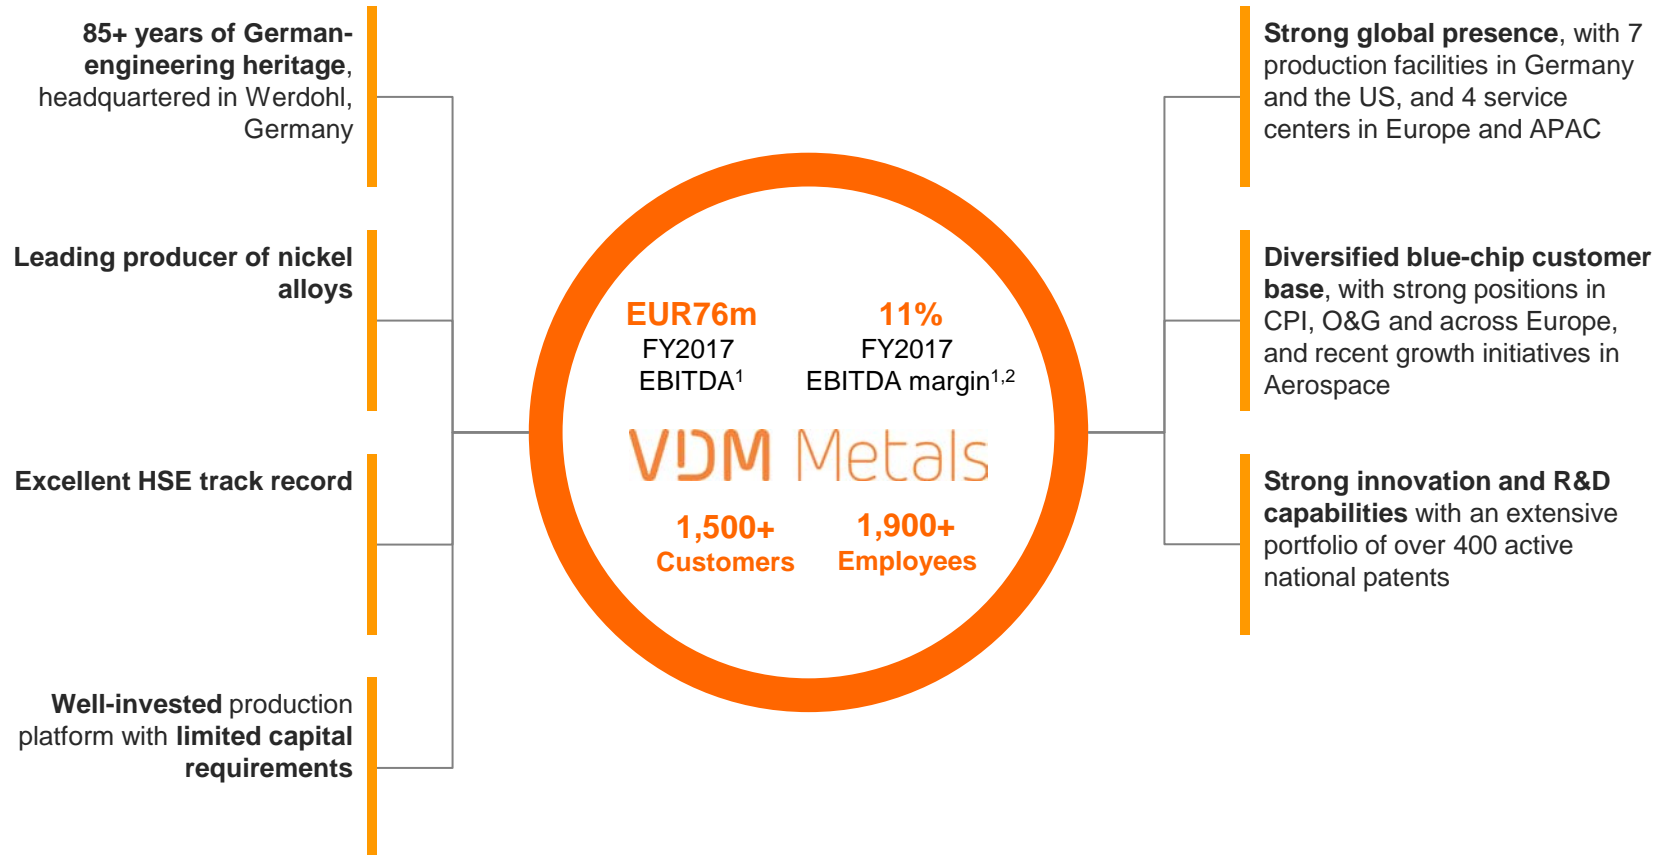 85+ years of German-
engineering heritage,
headquartered in Werdohl,
Germany
Leading producer of nickel
alloys
Excellent HSE track record
Well-invested production
platform with limited capital
requirements
EUR76m
FY2017
EBITDA¹
11%
FY2017
EBITDA margin¹,²
VDM Metals
1,500+
Customers
1,900+
Employees
Strong global presence, with 7
production facilities in Germany
and the US, and 4 service
centers in Europe and APAC
Diversified blue-chip customer
base, with strong positions in
CPI, O&G and across Europe,
and recent growth initiatives in
Aerospace
Strong innovation and R&D
capabilities with an extensive
portfolio of over 400 active
national patents